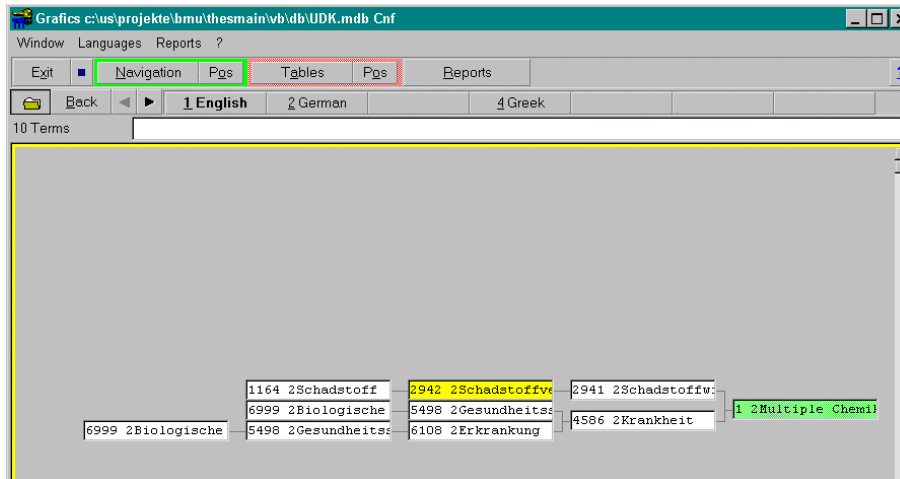 Grafics c:\us\projekte\bmu\thesmain\vb\db\UDK.mdb Cnf
Window Languages Reports ?
Exit Navigation Pos Tables Pos Reports
Back 1 English 2 German 4 Greek
10 Terms
1164 2Schadstoff 2942 2Schadstoffve 2941 2Schadstoffw
6999 2Biologische 5498 2Gesundheitss
1 2Multiple Chemi
4586 2Krankheit
6999 2Biologische 5498 2Gesundheitss 6108 2Erkrankung